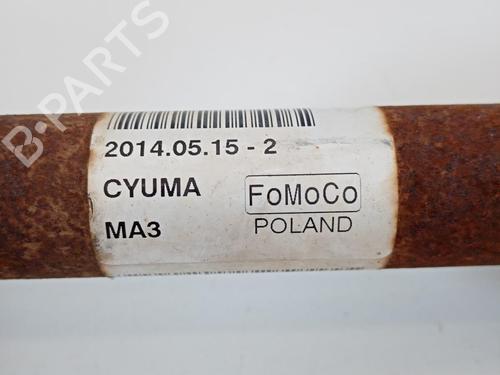 B-PARTS
2014.05.15 - 2
CYUMA
FoMoCo
MA3
POLAND